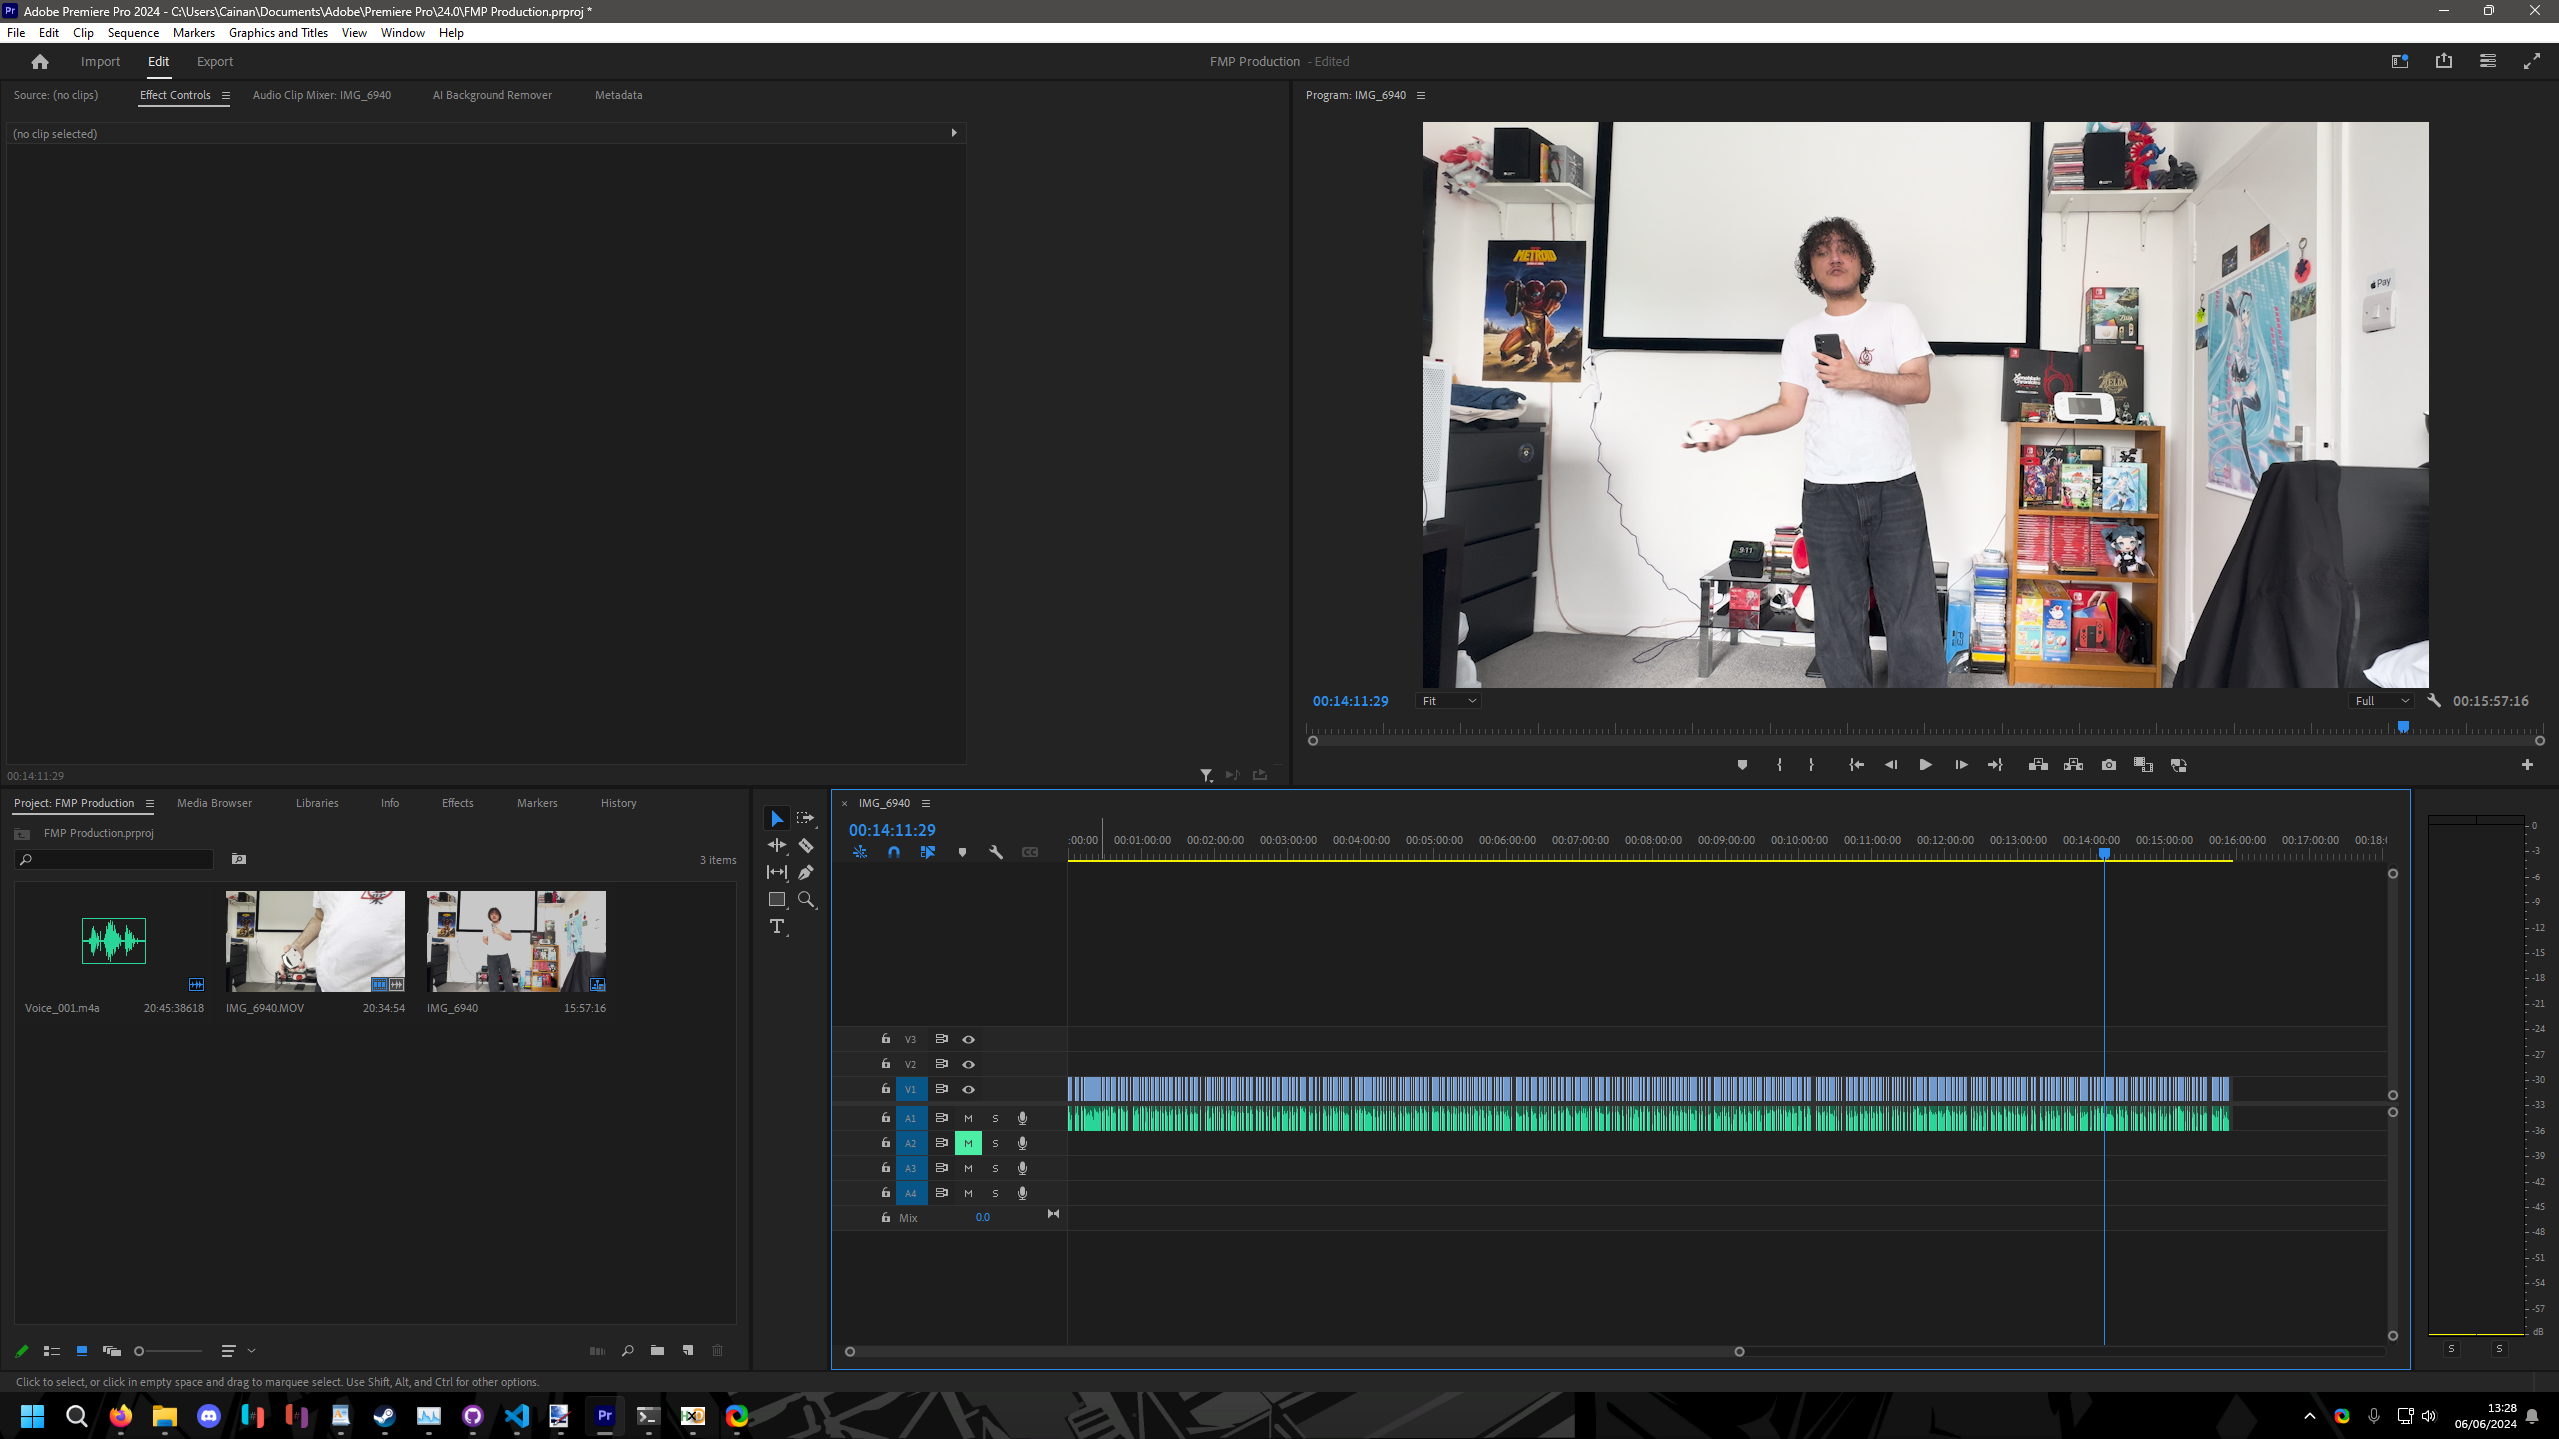 Adobe Premiere Pro 2024 - C:\Users\Cainan\Documents\Adobe\Premiere Pro\24.0\FMP Production.prproj *
File Edit Clip Sequence Markers Graphics and Titles View Window Help
Import Edit Export
FMP Production - Edited
Source: (no clips) Effect Controls Audio Clip Mixer: IMG_6940 AI Background Remover Metadata
(no clip selected)
00:14:11:29
Program: IMG_6940
METROID
Pay
ZELDA
9:11
00:14:11:29 Fit Full 00:15:57:16
Project: FMP Production Media Browser Libraries Info Effects Markers History
FMP Production.prproj
3 items
Voice_001.m4a 20:45:38618
IMG_6940.MOV 20:34:54
IMG_6940 15:57:16
IMG_6940
00:14:11:29
:00:00 00:01:00:00 00:02:00:00 00:03:00:00 00:04:00:00 00:05:00:00 00:06:00:00 00:07:00:00 00:08:00:00 00:09:00:00 00:10:00:00 00:11:00:00 00:12:00:00 00:13:00:00 00:14:00:00 00:15:00:00 00:16:00:00 00:17:00:00 00:18:
V3
V2
V1
A1 M S
A2 M S
A3 M S
A4 M S
Mix 0.0
0
-3
-6
-9
-12
-15
-18
-21
-24
-27
-30
-33
-36
-39
-42
-45
-48
-51
-54
-57
dB
S S
Click to select, or click in empty space and drag to marquee select. Use Shift, Alt, and Ctrl for other options.
Pr
13:28
06/06/2024